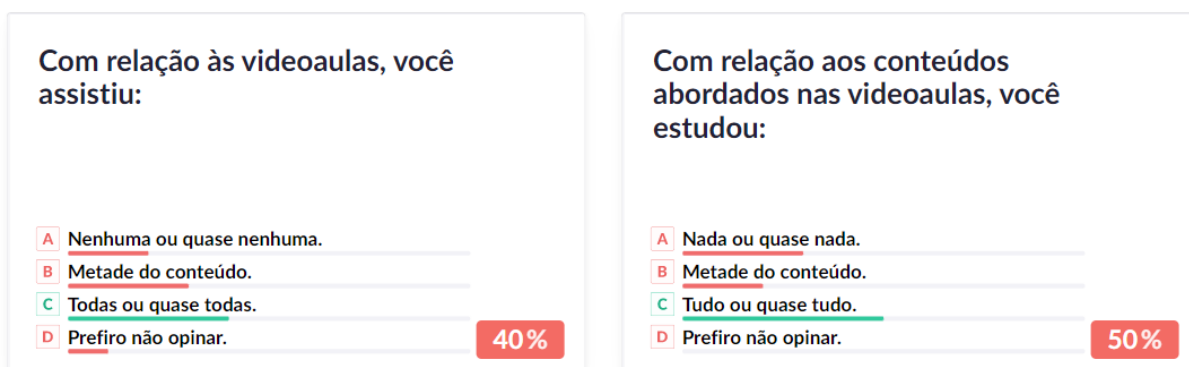 Com relação às videoaulas, você
assistiu:
A Nenhuma ou quase nenhuma.
B Metade do conteúdo.
C Todas ou quase todas.
D Prefiro não opinar.
40%
Com relação aos conteúdos
abordados nas videoaulas, você
estudou:
A Nada ou quase nada.
B Metade do conteúdo.
C Tudo ou quase tudo.
D Prefiro não opinar.
50%